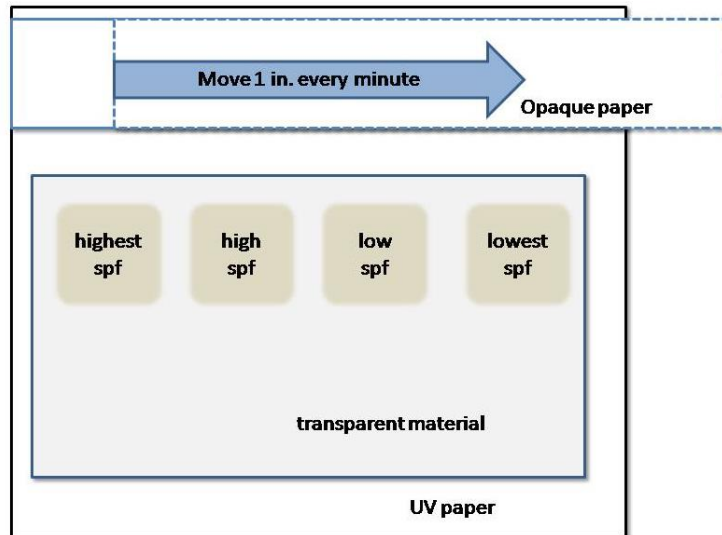 Move 1 in. every minute
Opaque paper
highest
spf
high
spf
low
spf
lowest
spf
transparent material
UV paper